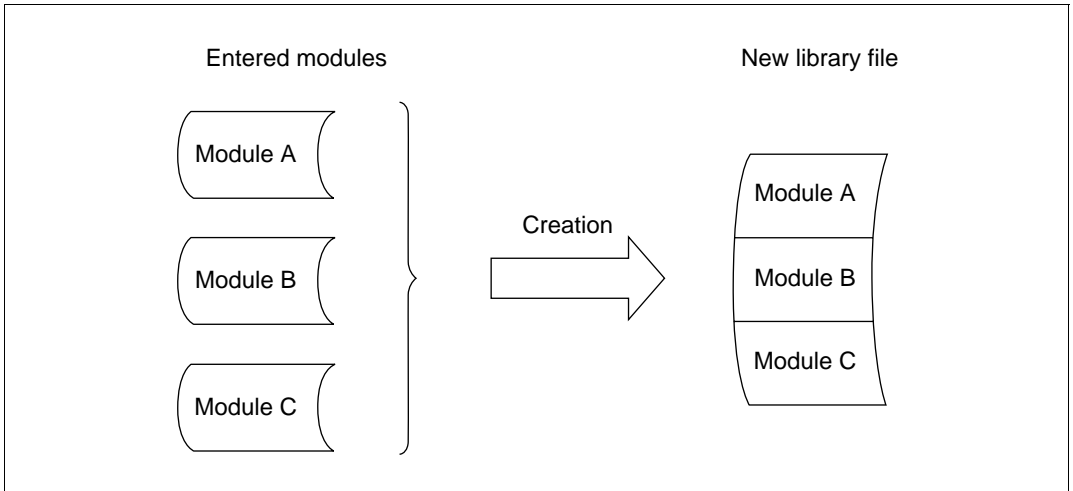 Entered modules
New library file
Module A
Module B
Module C
Creation
Module A
Module B
Module C